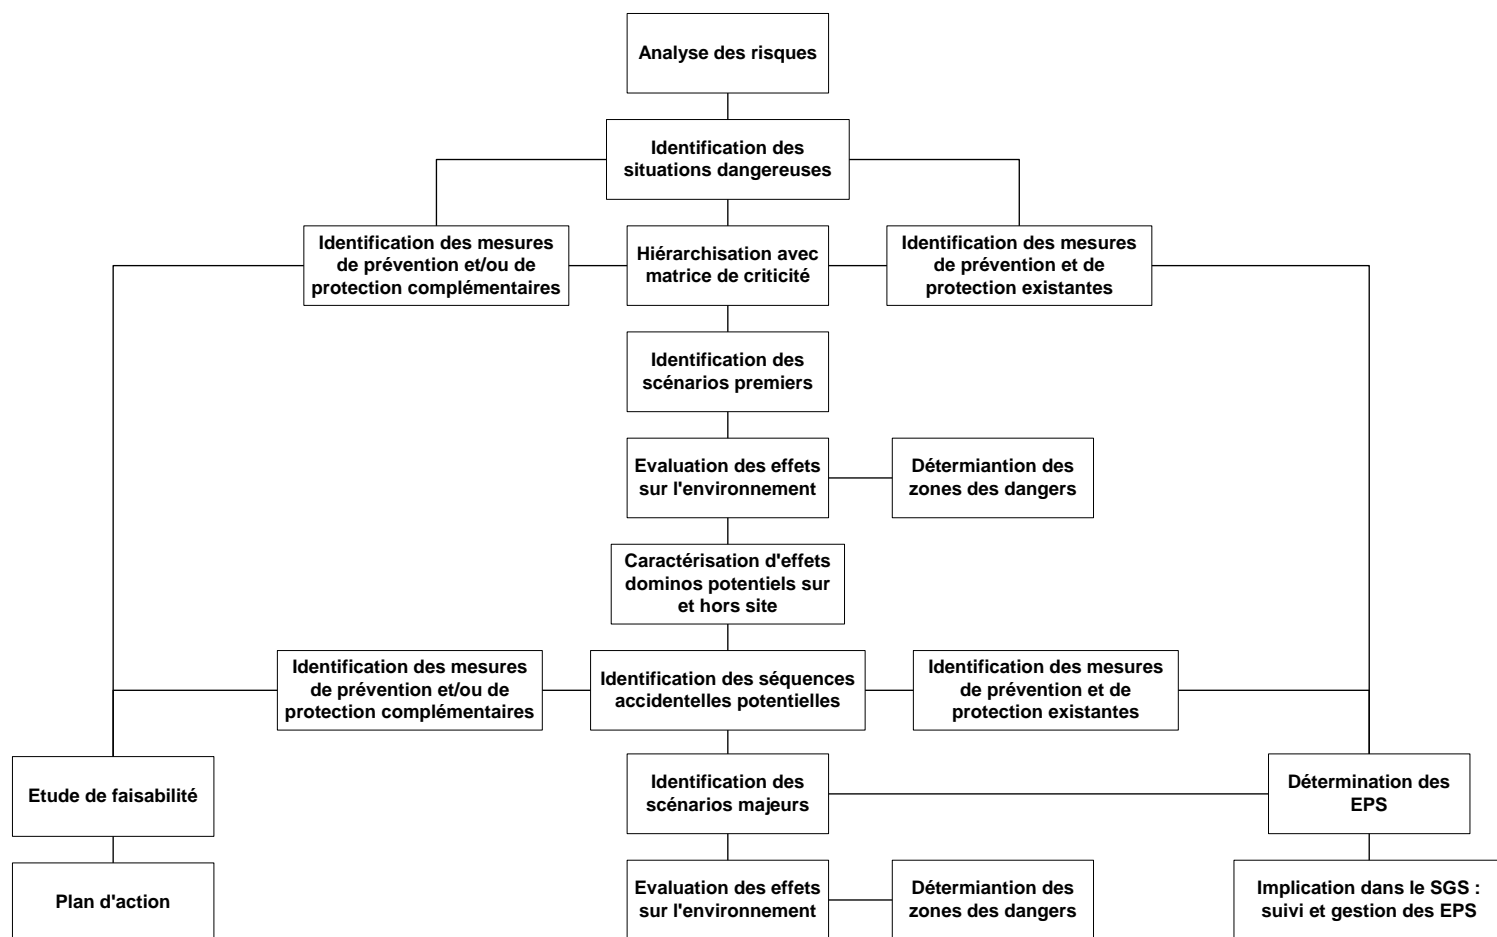 Analyse des risques
Identification des
situations dangereuses
Identification des mesures
de prévention et/ou de
protection complémentaires
Hiérarchisation avec
matrice de criticité
Identification des mesures
de prévention et de
protection existantes
Identification des
scénarios premiers
Evaluation des effets
sur l'environnement
Détermiantion des
zones des dangers
Caractérisation d'effets
dominos potentiels sur
et hors site
Identification des mesures
de prévention et/ou de
protection complémentaires
Identification des séquences
accidentelles potentielles
Identification des mesures
de prévention et de
protection existantes
Etude de faisabilité
Identification des
scénarios majeurs
Détermination des
EPS
Plan d'action
Evaluation des effets
sur l'environnement
Détermiantion des
zones des dangers
Implication dans le SGS :
suivi et gestion des EPS